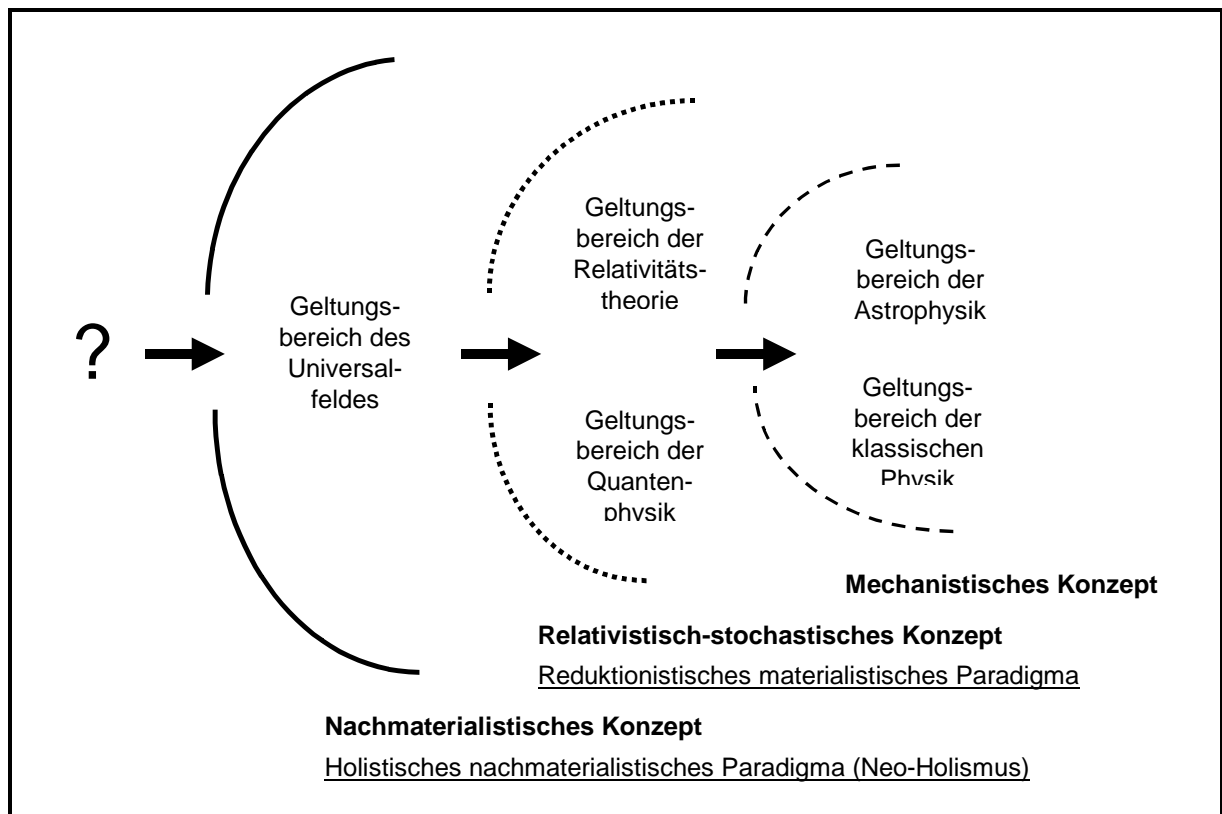 ?
Geltungs-
bereich des
Universal-
feldes
Geltungs-
bereich der
Relativitäts-
theorie
Geltungs-
bereich der
Quanten-
physik
Geltungs-
bereich der
Astrophysik
Geltungs-
bereich der
klassischen
Physik
Mechanistisches Konzept
Relativistisch-stochastisches Konzept
Reduktionistisches materialistisches Paradigma
Nachmaterialistisches Konzept
Holistisches nachmaterialistisches Paradigma (Neo-Holismus)